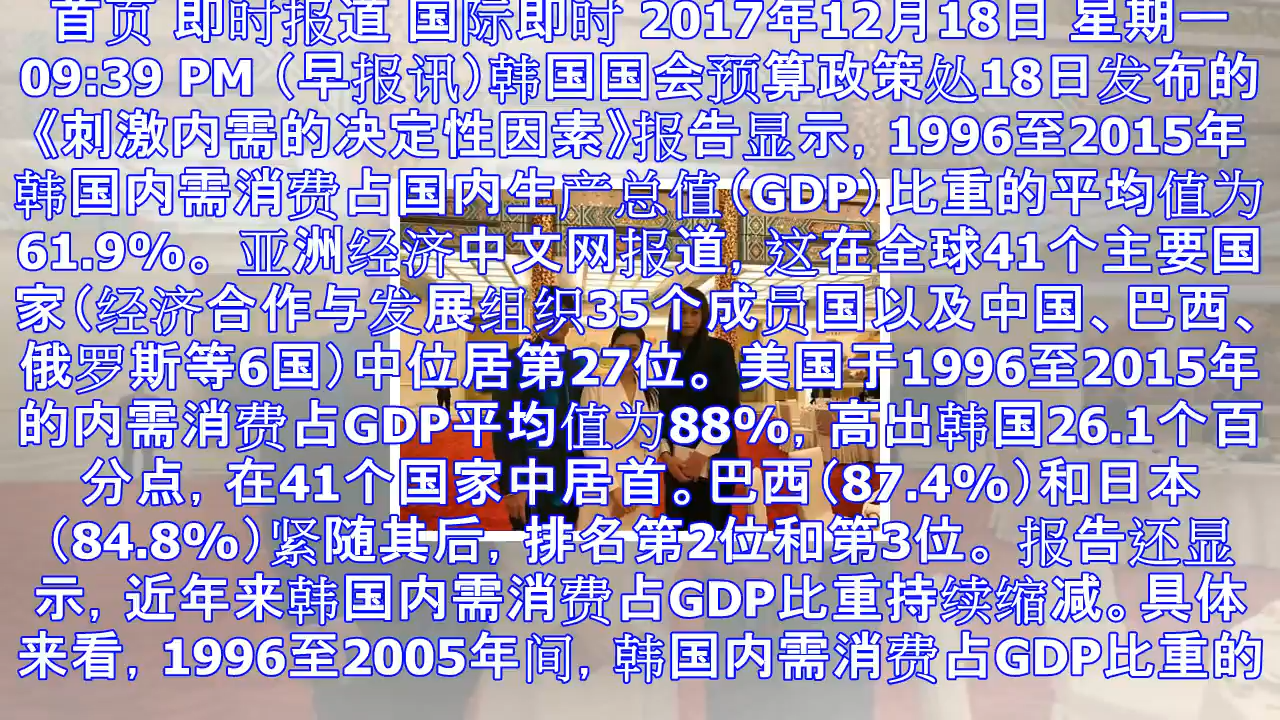 首页 即时报道 国际即时 2017年12月18日 星期一
09:39 PM (早报讯)韩国国会预算政策处18日发布的
《刺激内需的决定性因素》报告显示, 1996至2015年
韩国内需消费占国内生产总值(GDP)比重的平均值为
61.9%。亚洲经济中文网报道, 这在全球41个主要国
家(经济合作与发展组织35个成员国以及中国、巴西、
俄罗斯等6国)中位居第27位。美国于1996至2015年
的内需消费占GDP平均值为88%, 高出韩国26.1个百
分点, 在41个国家中居首。巴西(87.4%)和日本
(84.8%)紧随其后, 排名第2位和第3位。报告还显
示, 近年来韩国内需消费占GDP比重持续缩减。具体
来看, 1996至2005年间, 韩国内需消费占GDP比重的